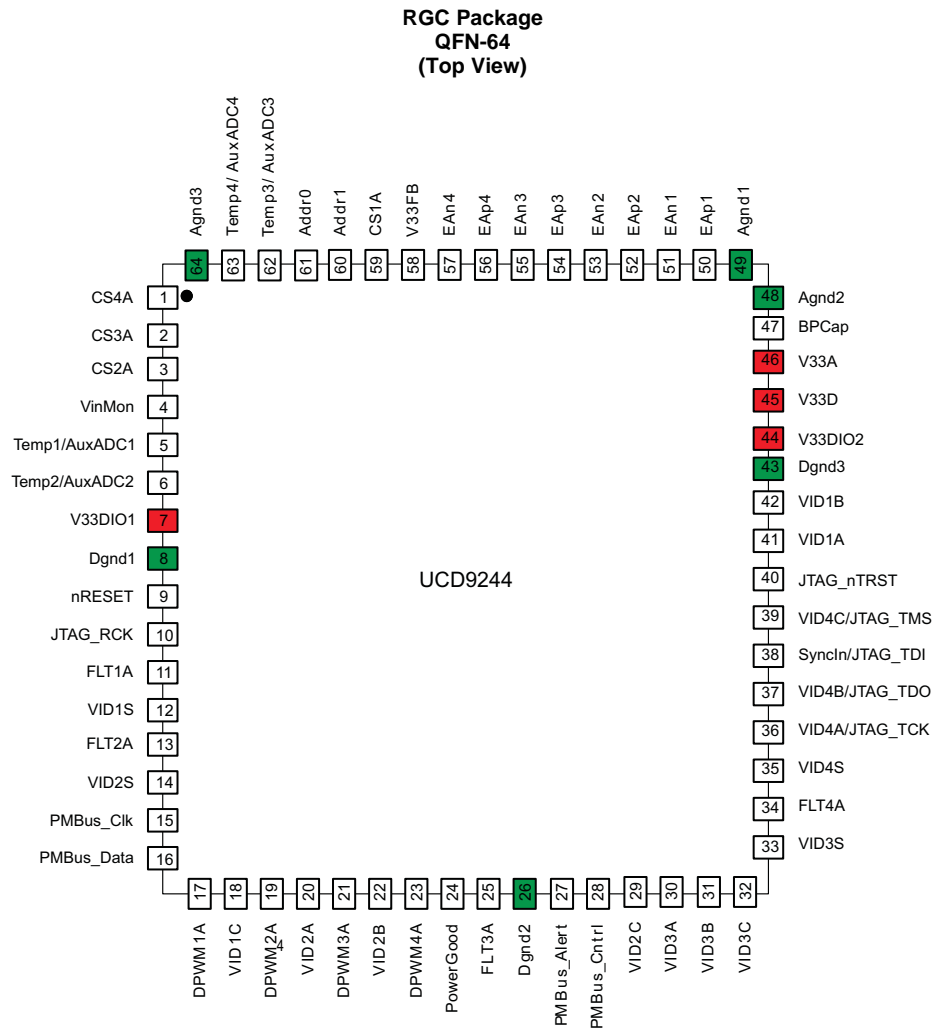 RGC Package
QFN-64
(Top View)
Agnd3
Temp4/ AuxADC4
Temp3/ AuxADC3
Addr0
Addr1
CS1A
V33FB
EAn4
EAp4
EAn3
EAp3
EAn2
EAp2
EAn1
EAp1
Agnd1
64
63
62
61
60
59
58
57
56
55
54
53
52
51
50
49
CS4A 1
CS3A 2
CS2A 3
VinMon 4
Temp1/AuxADC1 5
Temp2/AuxADC2 6
V33DIO1 7
Dgnd1 8
nRESET 9
JTAG_RCK 10
FLT1A 11
VID1S 12
FLT2A 13
VID2S 14
PMBus_Clk 15
PMBus_Data 16
UCD9244
48 Agnd2
47 BPCap
46 V33A
45 V33D
44 V33DIO2
43 Dgnd3
42 VID1B
41 VID1A
40 JTAG_nTRST
39 VID4C/JTAG_TMS
38 SyncIn/JTAG_TDI
37 VID4B/JTAG_TDO
36 VID4A/JTAG_TCK
35 VID4S
34 FLT4A
33 VID3S
17
18
19
20
21
22
23
24
25
26
27
28
29
30
31
32
DPWM1A
VID1C
DPWM2A
4
VID2A
DPWM3A
VID2B
DPWM4A
PowerGood
FLT3A
Dgnd2
PMBus_Alert
PMBus_Cntrl
VID2C
VID3A
VID3B
VID3C